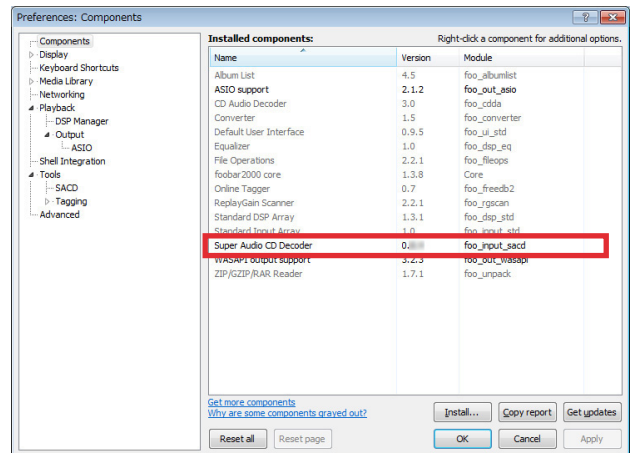 Preferences: Components
Components
Display
Keyboard Shortcuts
Media Library
Networking
Playback
DSP Manager
Output
ASIO
Shell Integration
Tools
SACD
Tagging
Advanced
Installed components: Right-click a component for additional options.
Name Version Module
Album List 4.5 foo_albumlist
ASIO support 2.1.2 foo_out_asio
CD Audio Decoder 3.0 foo_cdda
Converter 1.5 foo_converter
Default User Interface 0.9.5 foo_ui_std
Equalizer 1.0 foo_dsp_eq
File Operations 2.2.1 foo_fileops
foobar2000 core 1.3.8 Core
Online Tagger 0.7 foo_freedb2
ReplayGain Scanner 2.2.1 foo_rgscan
Standard DSP Array 1.3.1 foo_dsp_std
Standard Input Array 1.0 foo_input_std
Super Audio CD Decoder 0. foo_input_sacd
WASAPI output support 3.2.3 foo_out_wasapi
ZIP/GZIP/RAR Reader 1.7.1 foo_unpack
Get more components
Why are some components grayed out?
Install... Copy report Get updates
Reset all Reset page OK Cancel Apply